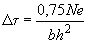 Δτ = 0,75Ne / bh²